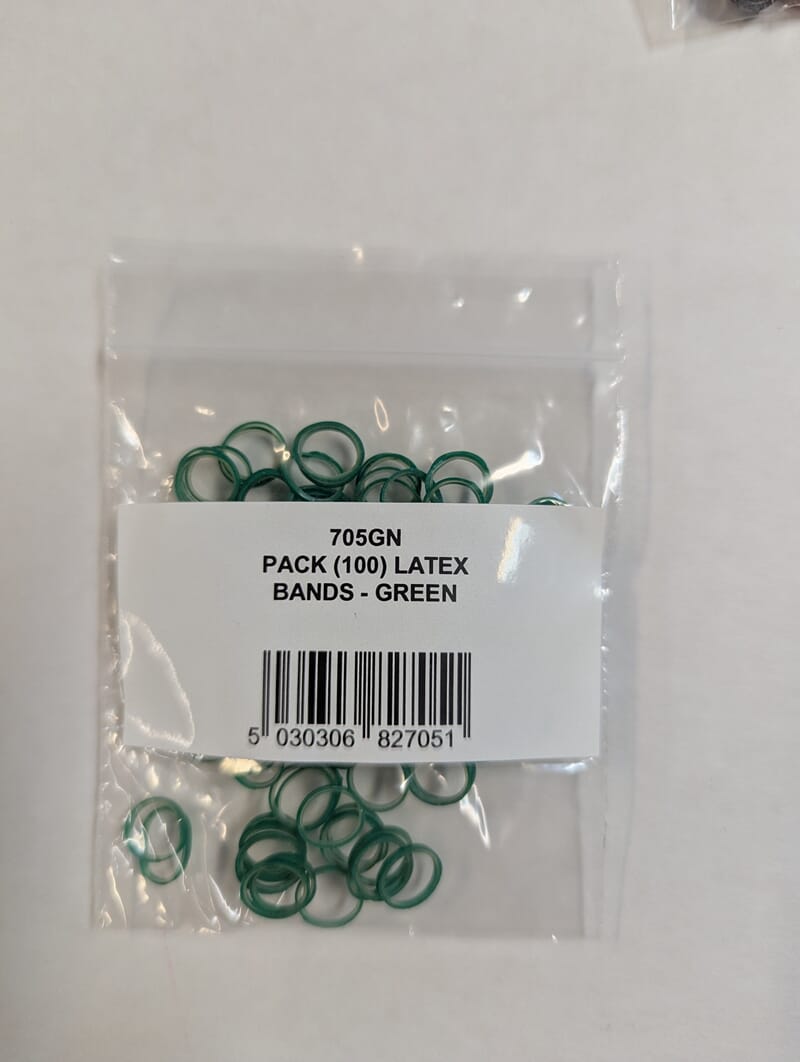 705GN
PACK (100) LATEX
BANDS - GREEN
5 030306 827051